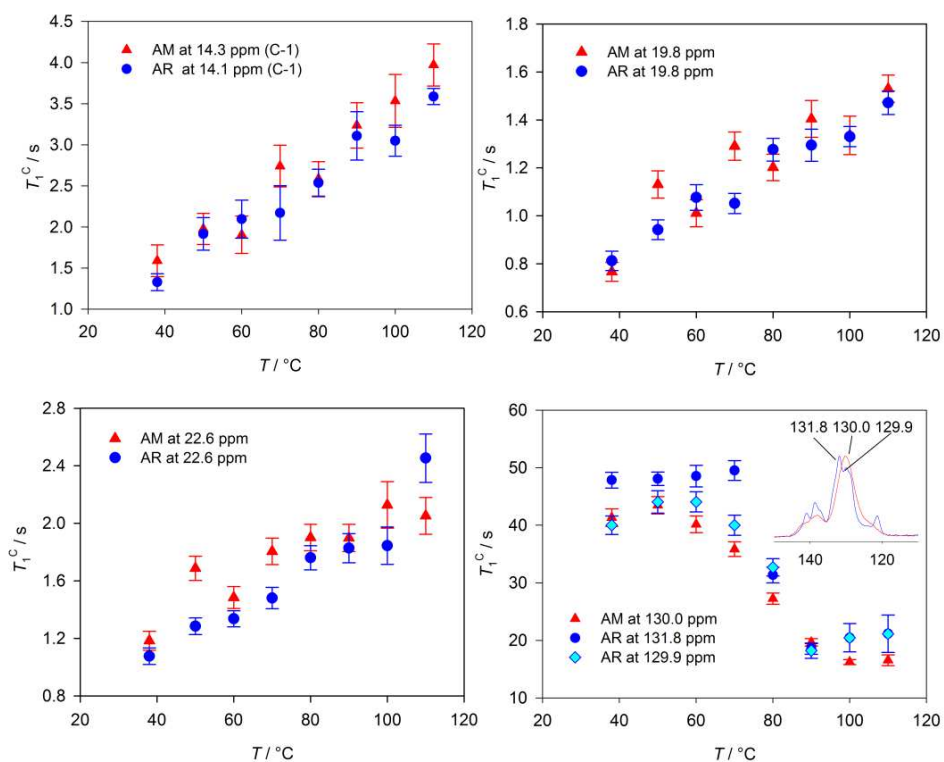 4.5
4.0
3.5
3.0
2.5
2.0
1.5
1.0
AM at 14.3 ppm (C-1)
AR at 14.1 ppm (C-1)
T₁ᶜ / s
20 40 60 80 100 120
T / °C
1.8
1.6
1.4
1.2
1.0
0.8
0.6
AM at 19.8 ppm
AR at 19.8 ppm
T₁ᶜ / s
20 40 60 80 100 120
T / °C
2.8
2.4
2.0
1.6
1.2
0.8
AM at 22.6 ppm
AR at 22.6 ppm
T₁ᶜ / s
20 40 60 80 100 120
T / °C
60
50
40
30
20
10
131.8 130.0 129.9
140 120
AM at 130.0 ppm
AR at 131.8 ppm
AR at 129.9 ppm
T₁ᶜ / s
20 40 60 80 100 120
T / °C